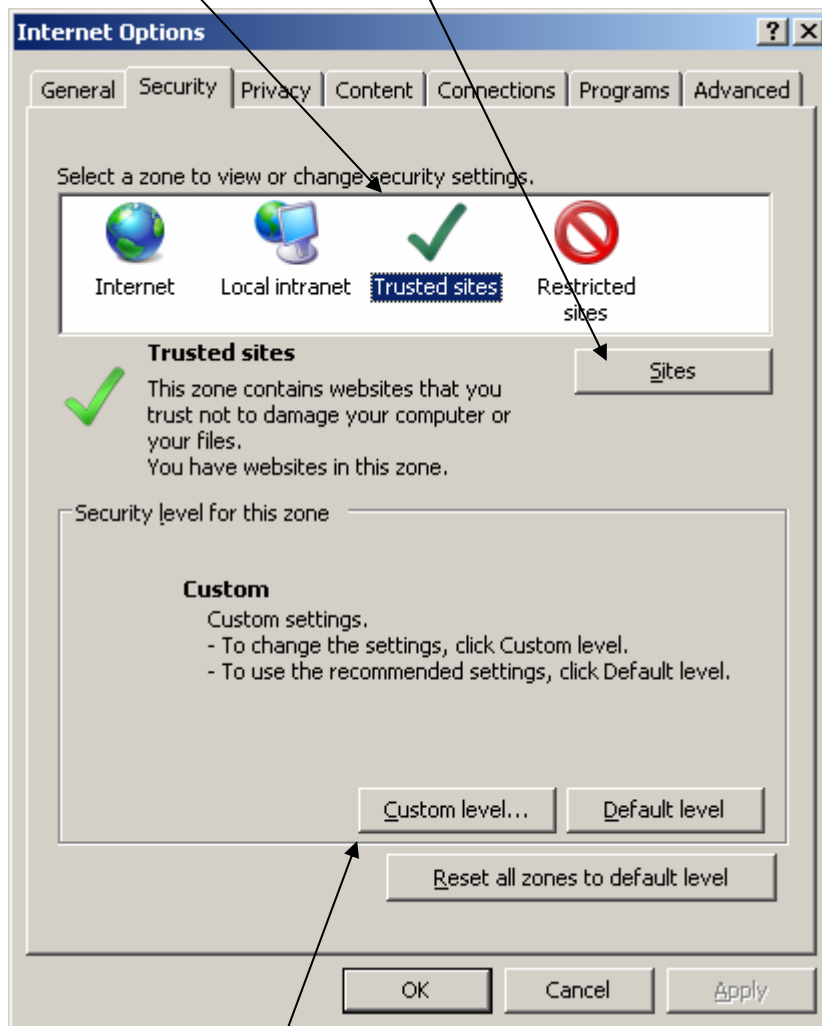 Internet Options
General Security Privacy Content Connections Programs Advanced
Select a zone to view or change security settings.
Internet Local intranet Trusted sites Restricted sites
Trusted sites
Sites
This zone contains websites that you
trust not to damage your computer or
your files.
You have websites in this zone.
Security level for this zone
Custom
Custom settings.
- To change the settings, click Custom level.
- To use the recommended settings, click Default level.
Custom level... Default level
Reset all zones to default level
OK Cancel Apply